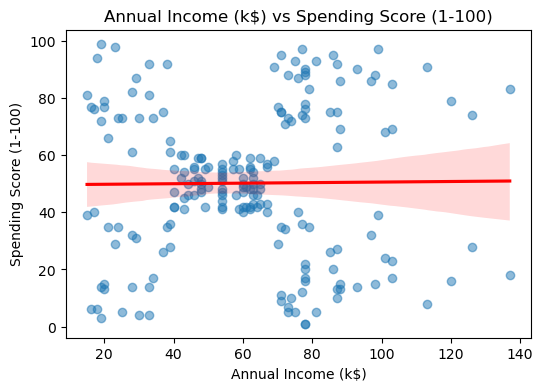 Annual Income (k$) vs Spending Score (1-100)
100
80
60
40
20
0
Spending Score (1-100)
20 40 60 80 100 120 140
Annual Income (k$)